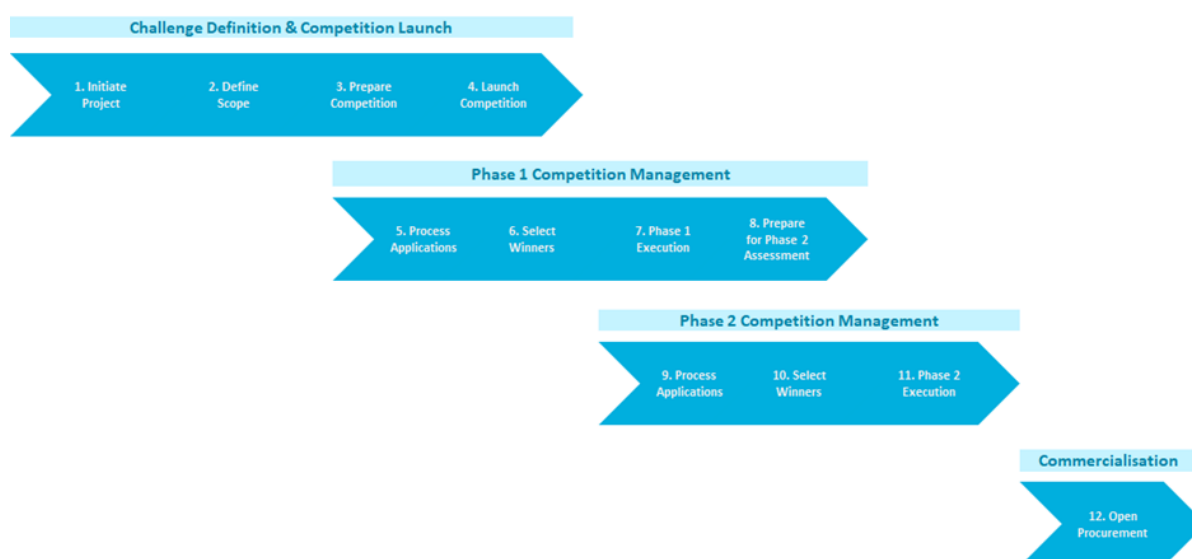 Challenge Definition & Competition Launch
1. Initiate
Project
2. Define
Scope
3. Prepare
Competition
4. Launch
Competition
Phase 1 Competition Management
5. Process
Applications
6. Select
Winners
7. Phase 1
Execution
8. Prepare
for Phase 2
Assessment
Phase 2 Competition Management
9. Process
Applications
10. Select
Winners
11. Phase 2
Execution
Commercialisation
12. Open
Procurement